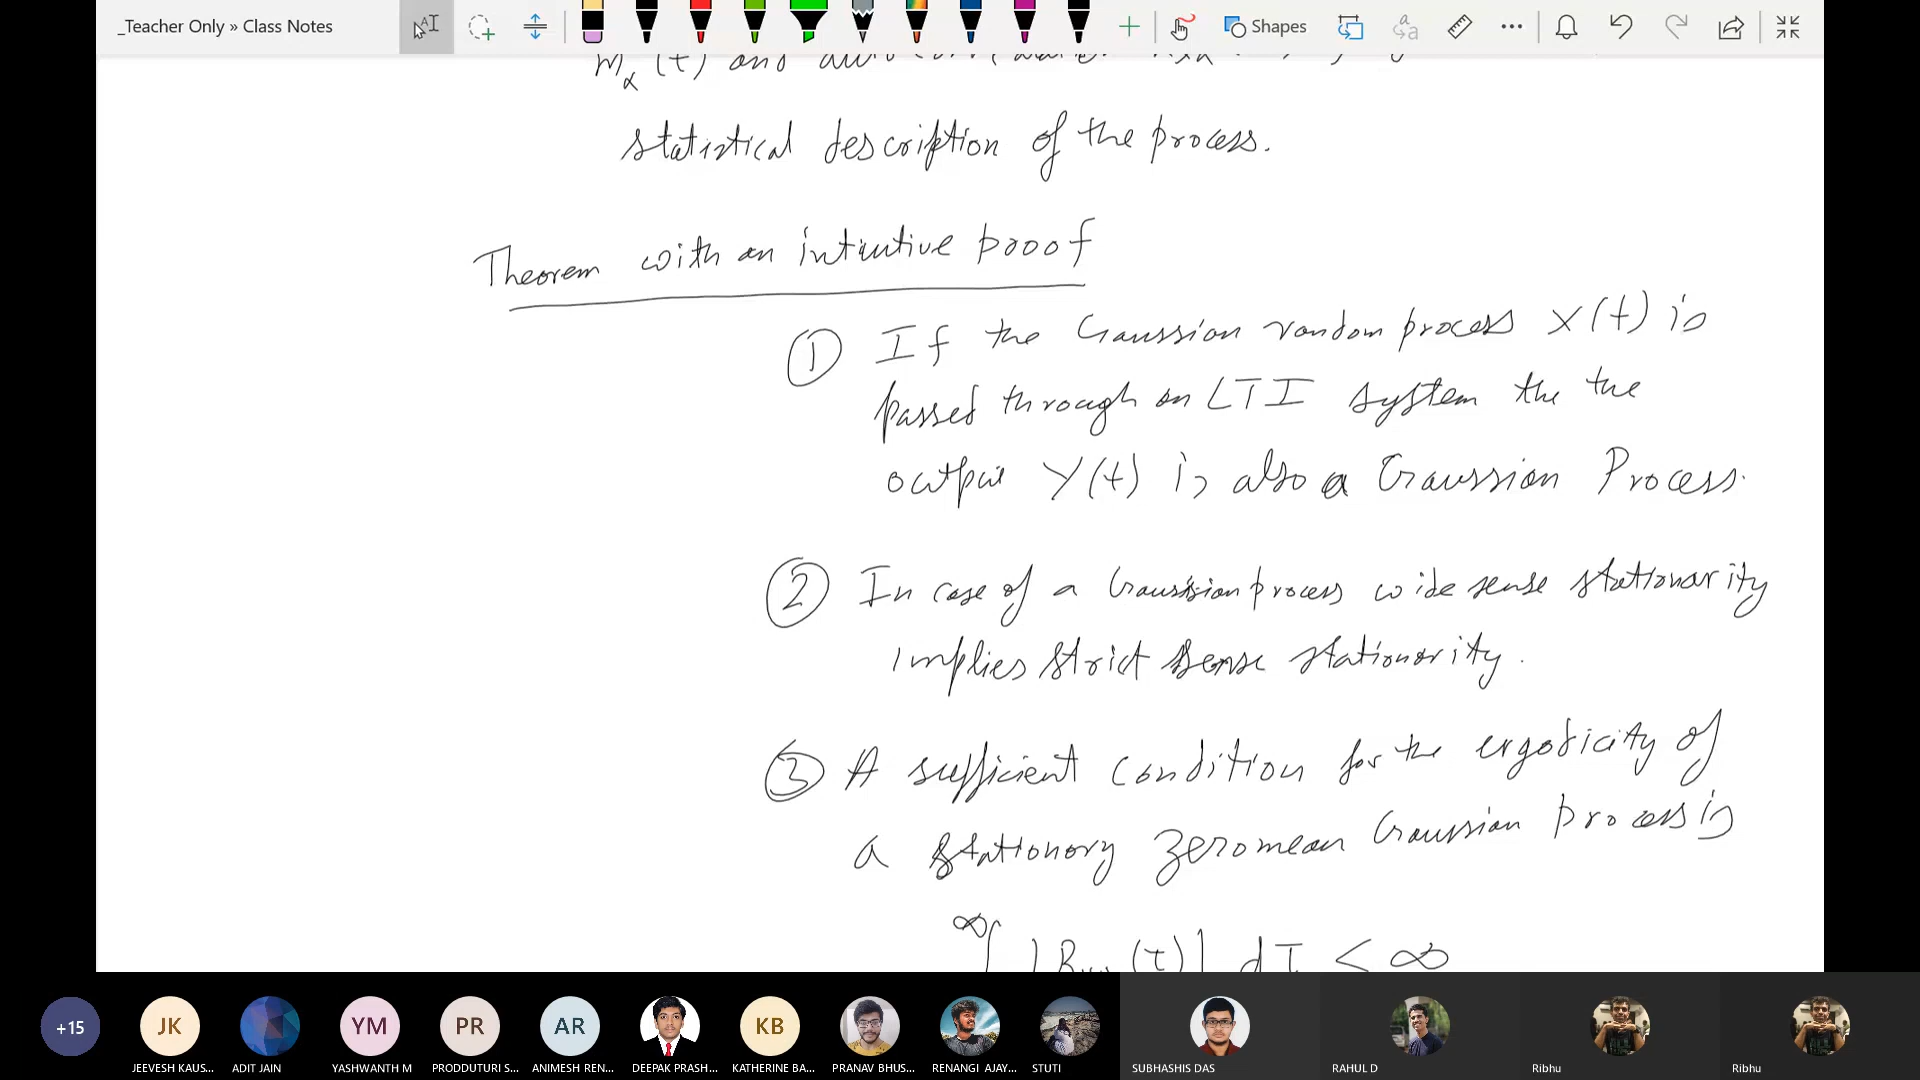 _Teacher Only » Class Notes
Shapes
statistical description of the process.
Theorem with an intiutive proof
① If the Gaussian random process X(t) is
passed through an LTI system the the
output Y(t) is also a Gaussian Process.
② In case of a Gaussian process wide sense stationarity
implies strict sense stationarity.
③ A sufficient condition for the ergodicity of
a stationary zero mean Gaussian process is
∞
∫ | R (τ)| dτ < ∞
+15
JK
YM
PR
AR
KB
JEEVESH KAUS...
ADIT JAIN
YASHWANTH M
PRODDUTURI S...
ANIMESH REN...
DEEPAK PRASH...
KATHERINE BA...
PRANAV BHUS...
RENANGI AJAY...
STUTI
SUBHASHIS DAS
RAHUL D
Ribhu
Ribhu